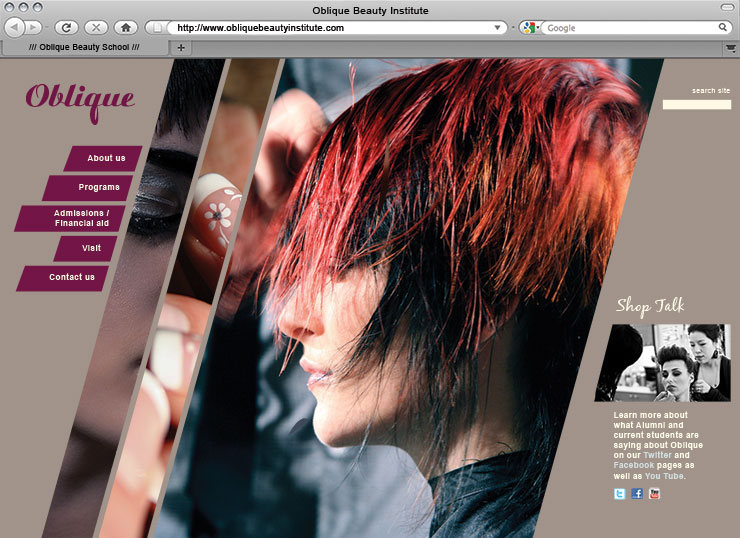 Oblique Beauty Institute
http://www.obliquebeautyinstitute.com
Google
/// Oblique Beauty School ///
Oblique
search site
About us
Programs
Admissions /
Financial aid
Visit
Contact us
Shop Talk
Learn more about
what Alumni and
current students are
saying about Oblique
on our Twitter and
Facebook pages as
well as You Tube.